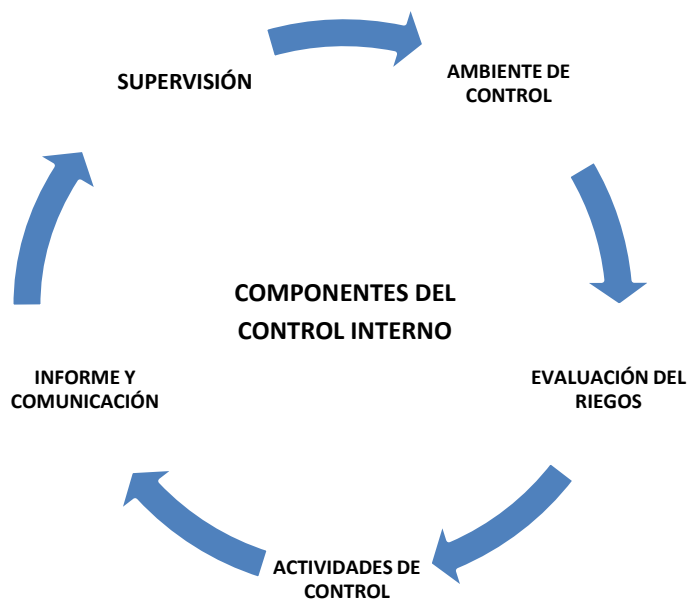 SUPERVISIÓN
AMBIENTE DE
CONTROL
COMPONENTES DEL
CONTROL INTERNO
INFORME Y
COMUNICACIÓN
EVALUACIÓN DEL
RIEGOS
ACTIVIDADES DE
CONTROL